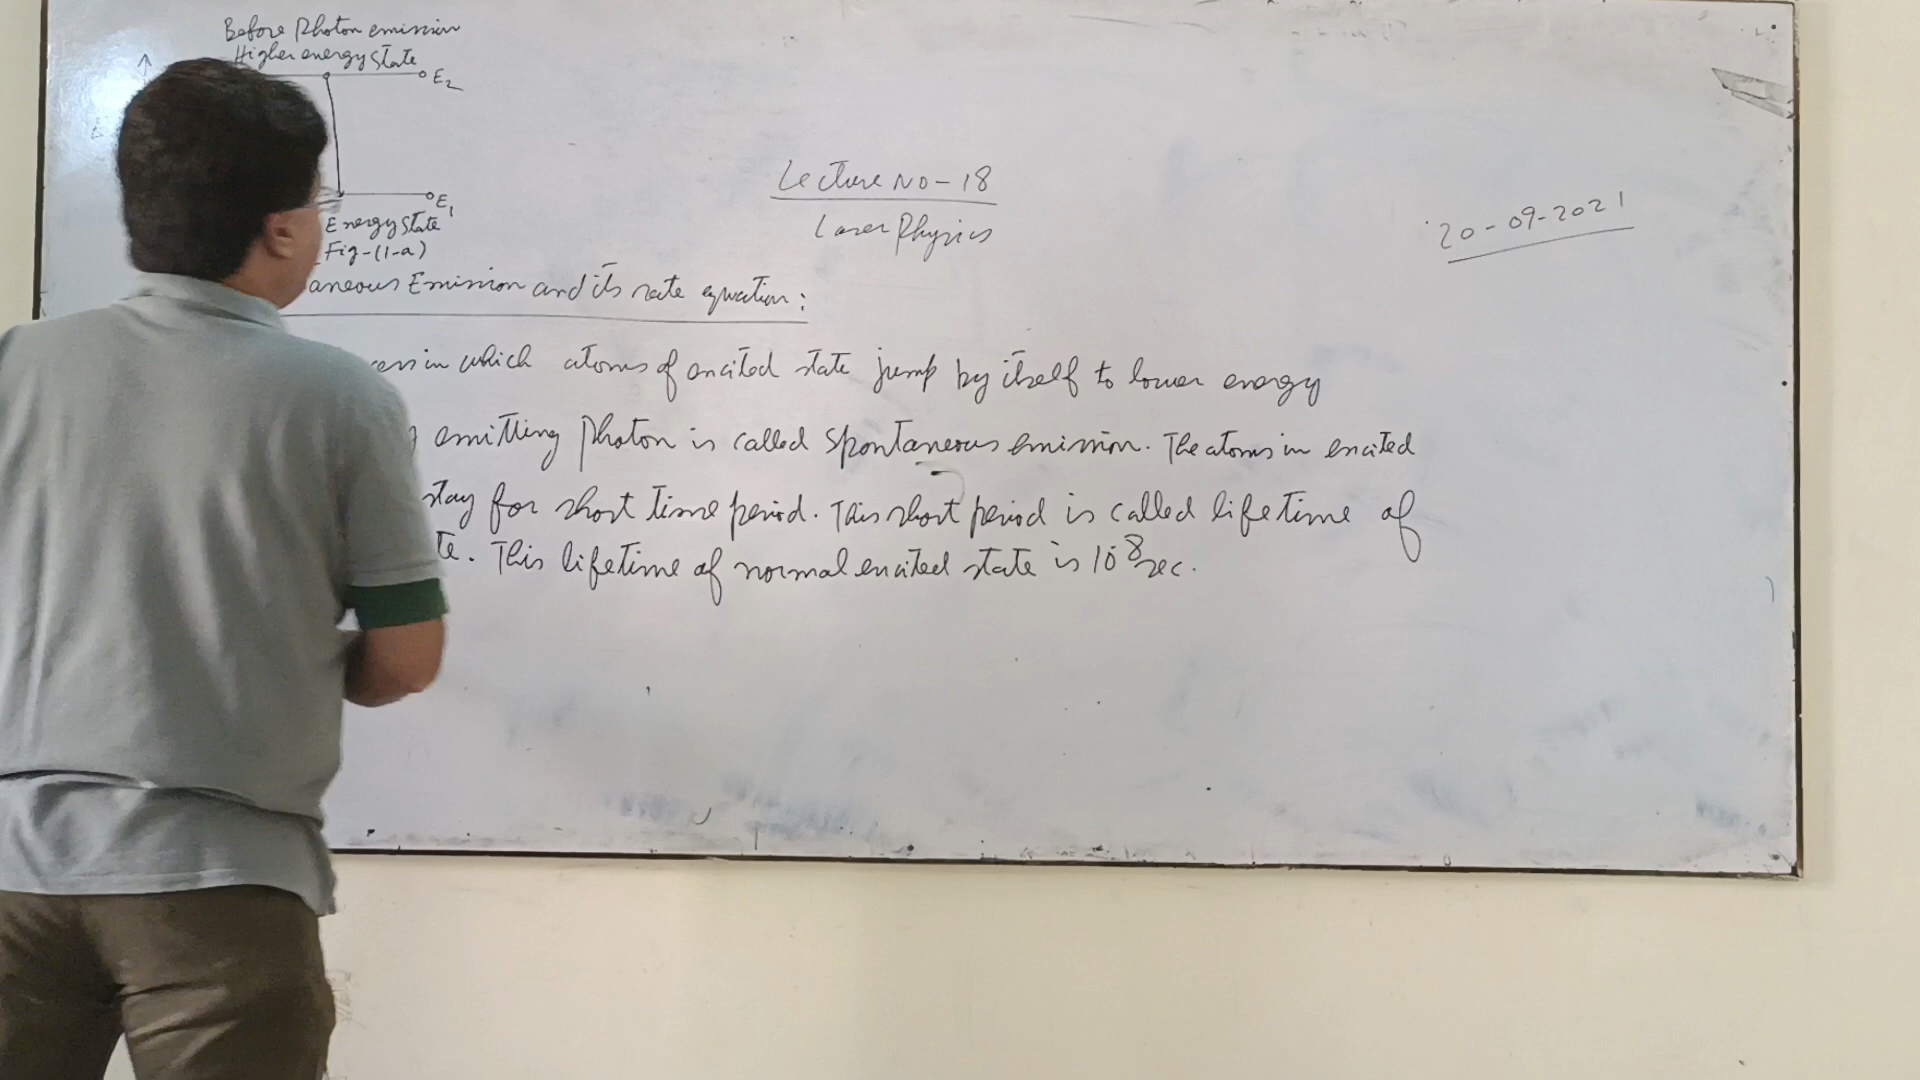 Before Photon emission
Higher energy state
E2
E1
Energy state
Fig-(1-a)
Lecture No-18
Laser Physics
20-09-2021
aneous Emission and its rate equation:
ess in which atoms of excited state jump by itself to lower energy
emitting photon is called spontaneous emission. The atoms in excited
stay for short time period. This short period is called lifetime of
te. This lifetime of normal excited state is 10-8 sec.